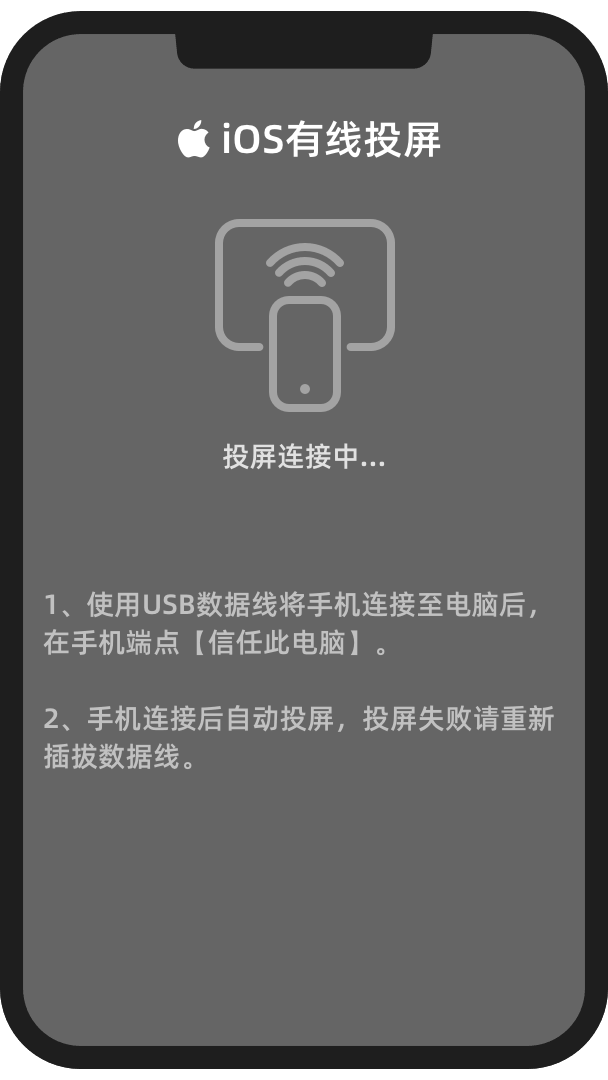 iOS有线投屏
投屏连接中...
1、使用USB数据线将手机连接至电脑后，
在手机端点【信任此电脑】。
2、手机连接后自动投屏，投屏失败请重新
插拔数据线。